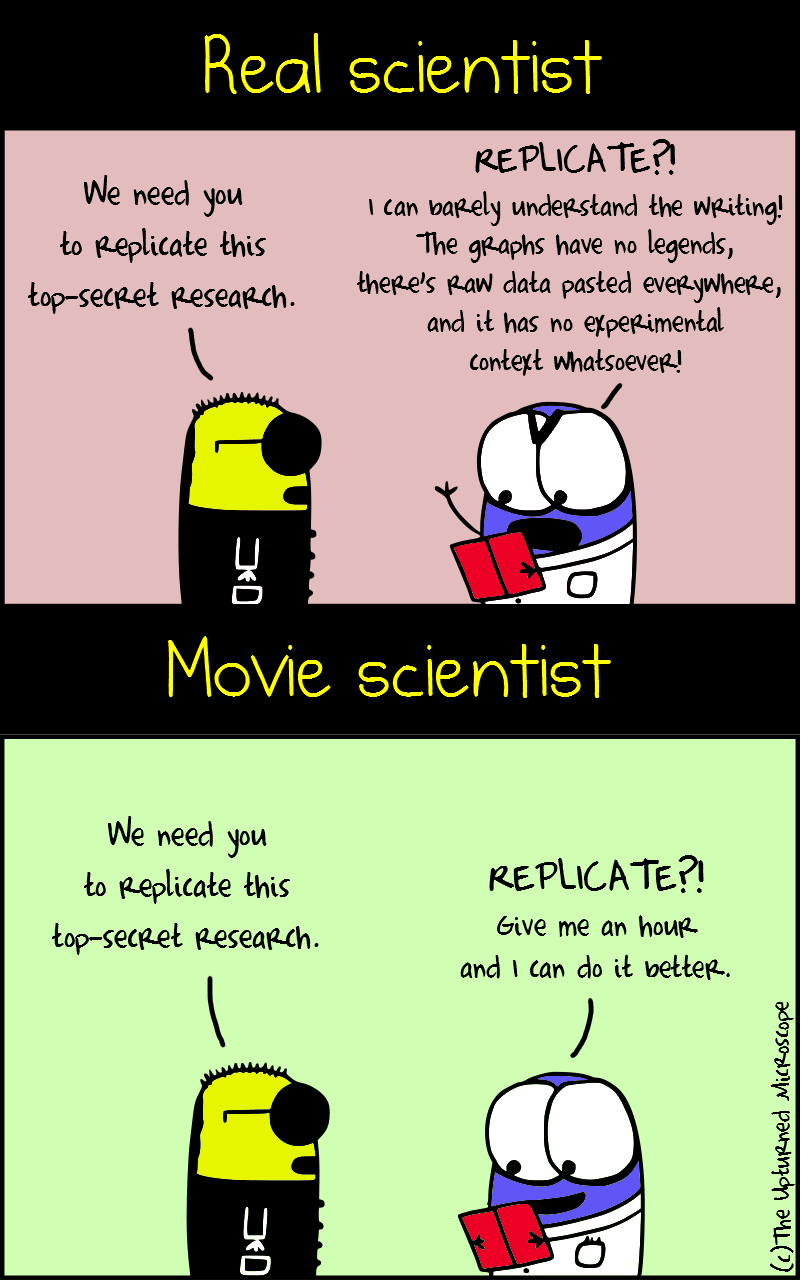 Real scientist
We need you
to replicate this
top-secret research.
REPLICATE?!
I can barely understand the writing!
The graphs have no legends,
there's raw data pasted everywhere,
and it has no experimental
context whatsoever!
Movie scientist
We need you
to replicate this
top-secret research.
REPLICATE?!
Give me an hour
and I can do it better.
(c)The Upturned Microscope